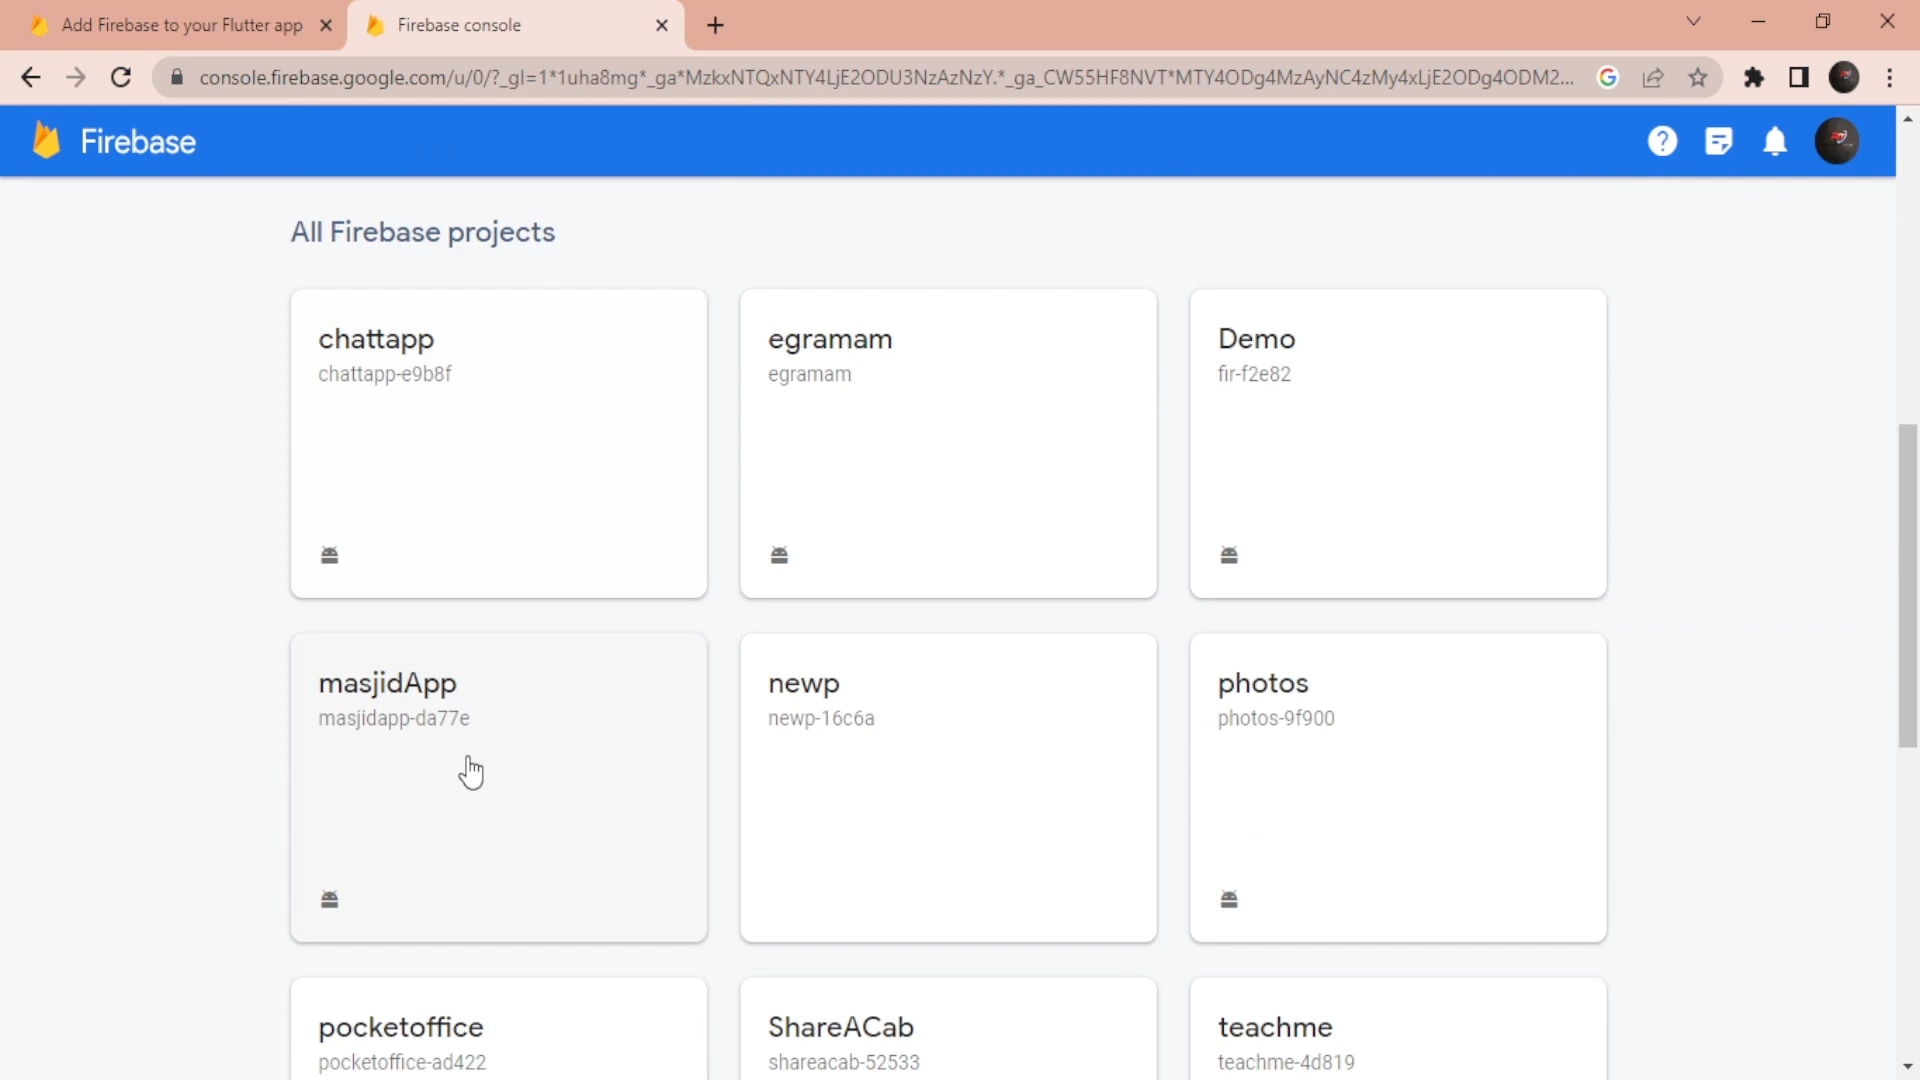 Add Firebase to your Flutter app
Firebase console
console.firebase.google.com/u/0/?_gl=1*1uha8mg*_ga*MzkxNTQxNTY4LjE2ODU3NzAzNzY.*_ga_CW55HF8NVT*MTY4ODg4MzAyNC4zMy4xLjE2ODg4ODM2...
Firebase
All Firebase projects
chattapp
chattapp-e9b8f
egramam
egramam
Demo
fir-f2e82
masjidApp
masjidapp-da77e
newp
newp-16c6a
photos
photos-9f900
pocketoffice
pocketoffice-ad422
ShareACab
shareacab-52533
teachme
teachme-4d819